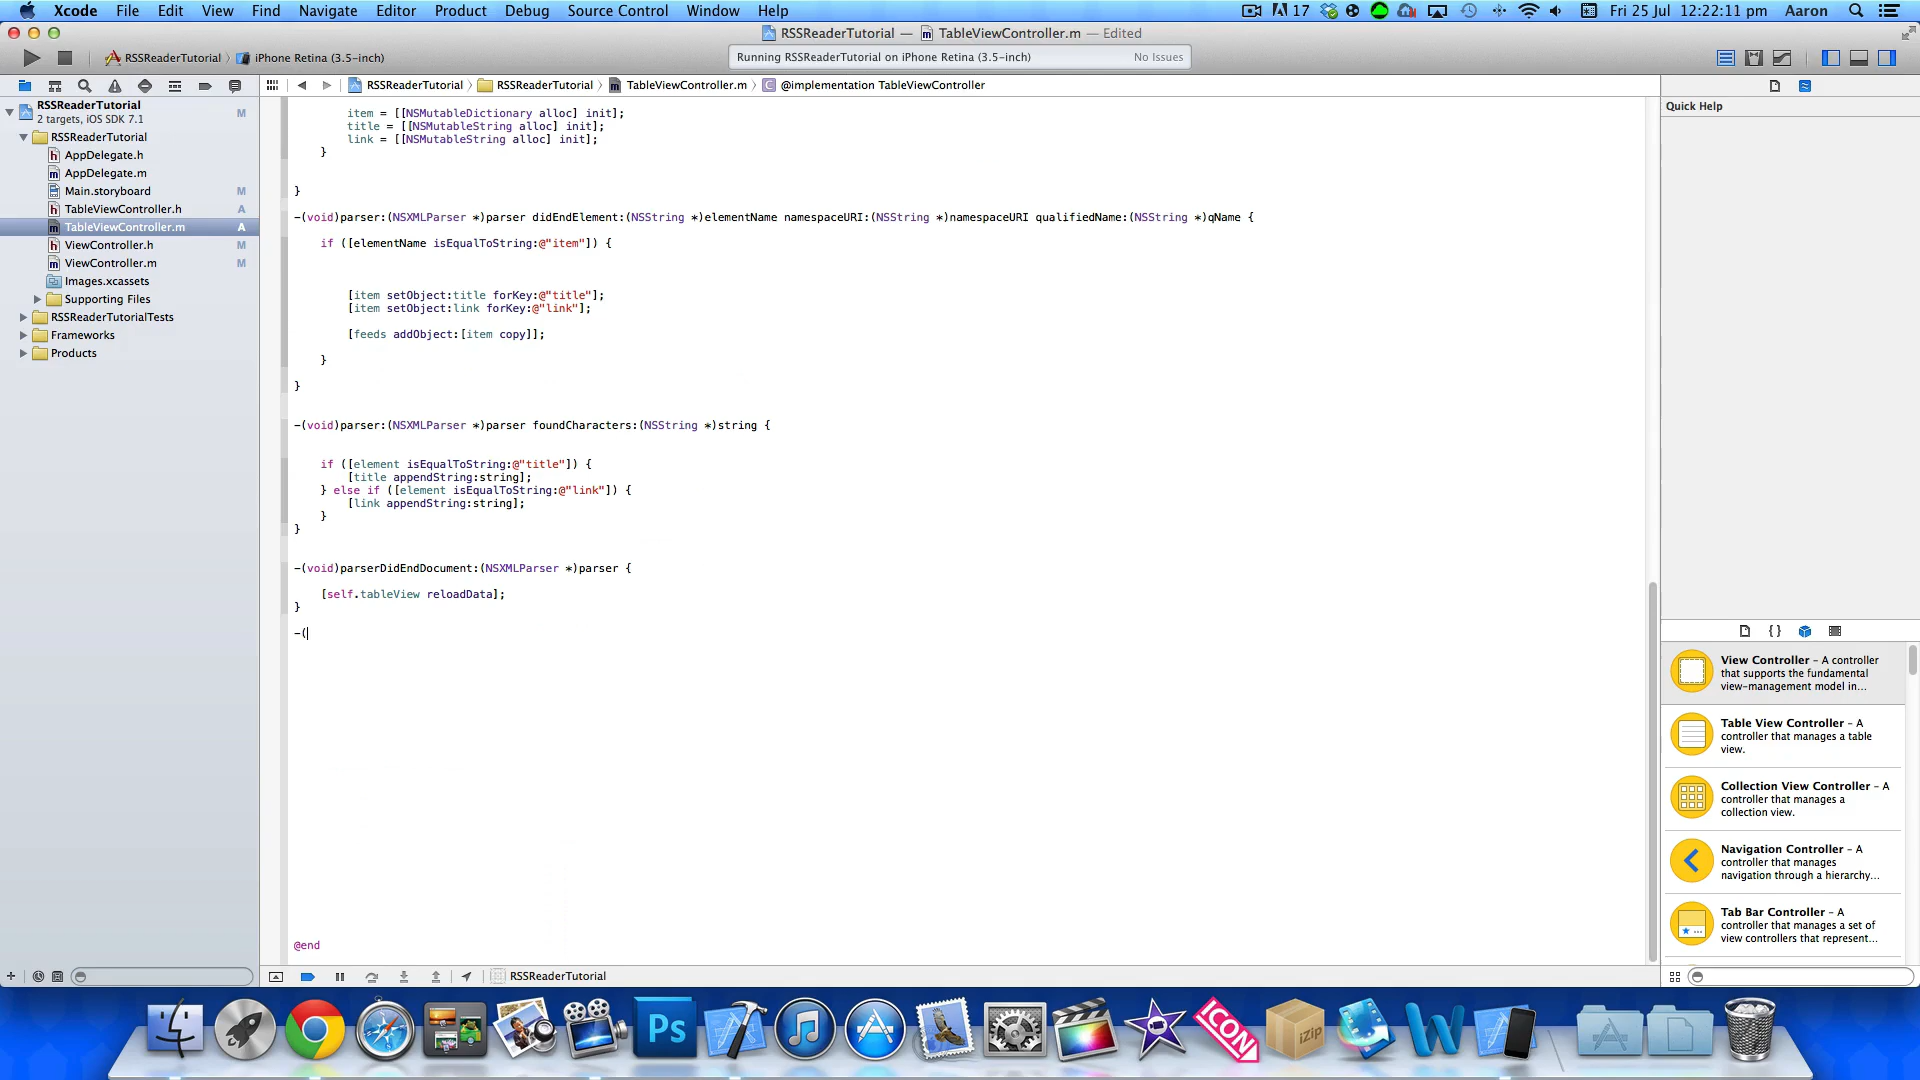 Xcode File Edit View Find Navigate Editor Product Debug Source Control Window Help 17 Fri 25 Jul 12:22:11 pm Aaron
RSSReaderTutorial — TableViewController.m — Edited
RSSReaderTutorial iPhone Retina (3.5-inch)
Running RSSReaderTutorial on iPhone Retina (3.5-inch) No Issues
RSSReaderTutorial RSSReaderTutorial TableViewController.m @implementation TableViewController
RSSReaderTutorial
2 targets, iOS SDK 7.1 M
RSSReaderTutorial
AppDelegate.h
AppDelegate.m
Main.storyboard M
TableViewController.h A
TableViewController.m A
ViewController.h M
ViewController.m M
Images.xcassets
Supporting Files
RSSReaderTutorialTests
Frameworks
Products
item = [[NSMutableDictionary alloc] init];
title = [[NSMutableString alloc] init];
link = [[NSMutableString alloc] init];
}
}
-(void)parser:(NSXMLParser *)parser didEndElement:(NSString *)elementName namespaceURI:(NSString *)namespaceURI qualifiedName:(NSString *)qName {
if ([elementName isEqualToString:@"item"]) {
[item setObject:title forKey:@"title"];
[item setObject:link forKey:@"link"];
[feeds addObject:[item copy]];
}
}
-(void)parser:(NSXMLParser *)parser foundCharacters:(NSString *)string {
if ([element isEqualToString:@"title"]) {
[title appendString:string];
} else if ([element isEqualToString:@"link"]) {
[link appendString:string];
}
}
-(void)parserDidEndDocument:(NSXMLParser *)parser {
[self.tableView reloadData];
}
-(
@end
RSSReaderTutorial
Quick Help
{ }
View Controller – A controller
that supports the fundamental
view-management model in...
Table View Controller – A
controller that manages a table
view.
Collection View Controller – A
controller that manages a
collection view.
Navigation Controller – A
controller that manages
navigation through a hierarchy...
Tab Bar Controller – A
controller that manages a set of
view controllers that represent...
Ps
ICON
iZip
W